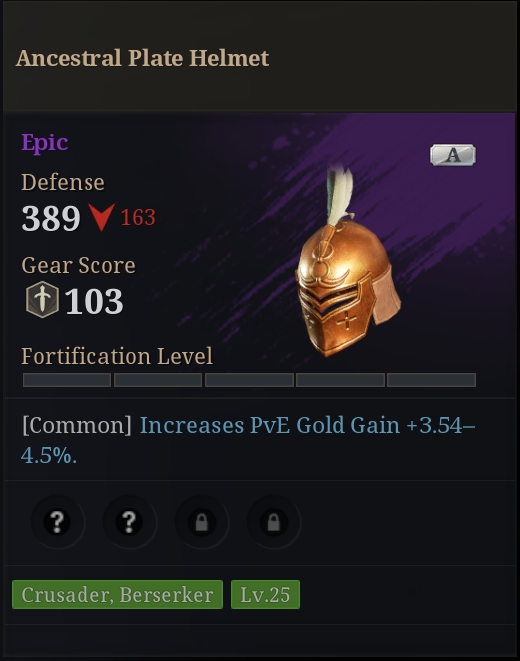 Ancestral Plate Helmet
Epic
A
Defense
389 163
Gear Score
103
Fortification Level
[Common] Increases PvE Gold Gain +3.54–
4.5%.
? ?
Crusader, Berserker Lv.25